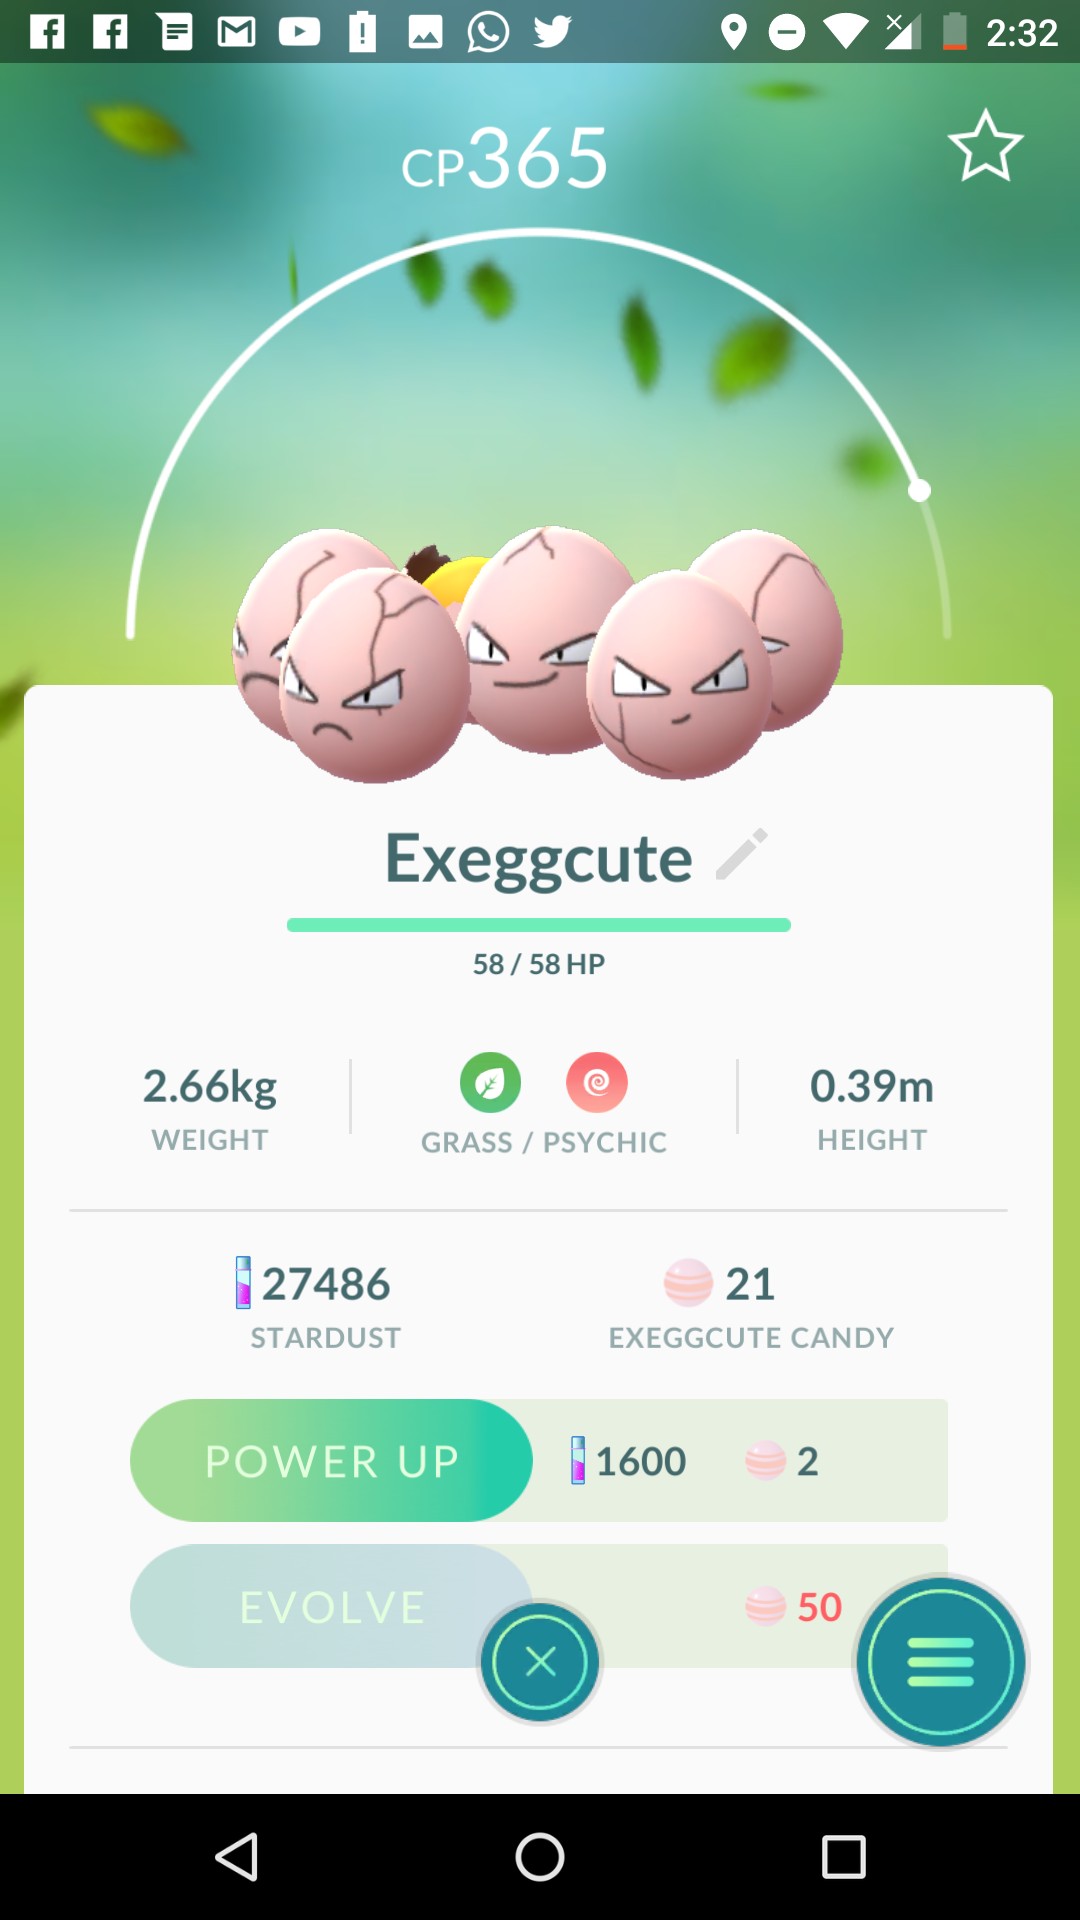 2:32
CP365
Exeggcute
58 / 58 HP
2.66kg
WEIGHT
GRASS / PSYCHIC
0.39m
HEIGHT
27486
STARDUST
21
EXEGGCUTE CANDY
POWER UP 1600 2
EVOLVE 50